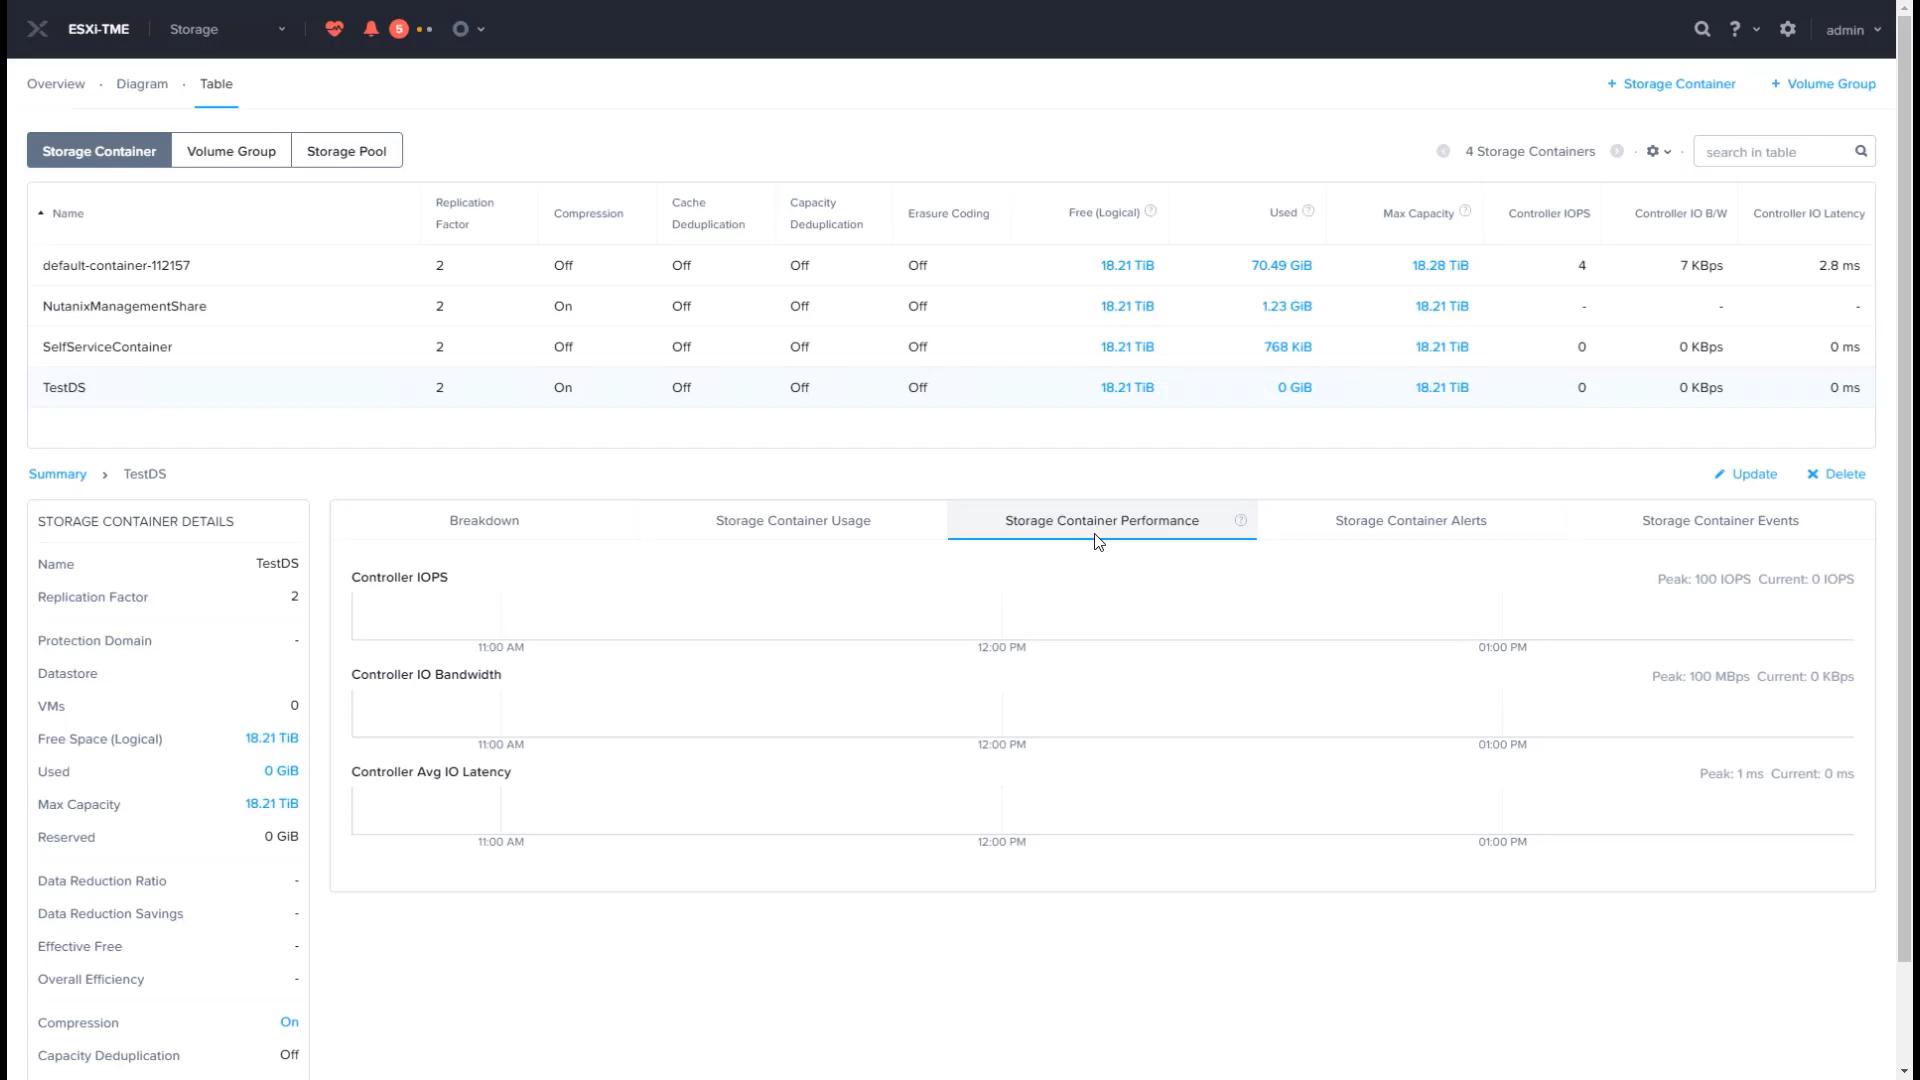 ESXi-TME Storage 5 ? admin
Overview · Diagram · Table + Storage Container + Volume Group
Storage Container Volume Group Storage Pool 4 Storage Containers · · search in table
Name Replication Factor Compression Cache Deduplication Capacity Deduplication Erasure Coding Free (Logical) ? Used ? Max Capacity ? Controller IOPS Controller IO B/W Controller IO Latency
default-container-112157 2 Off Off Off Off 18.21 TiB 70.49 GiB 18.28 TiB 4 7 KBps 2.8 ms
NutanixManagementShare 2 On Off Off Off 18.21 TiB 1.23 GiB 18.21 TiB - - -
SelfServiceContainer 2 Off Off Off Off 18.21 TiB 768 KiB 18.21 TiB 0 0 KBps 0 ms
TestDS 2 On Off Off Off 18.21 TiB 0 GiB 18.21 TiB 0 0 KBps 0 ms
Summary › TestDS Update Delete
STORAGE CONTAINER DETAILS
Name TestDS
Replication Factor 2
Protection Domain -
Datastore
VMs 0
Free Space (Logical) 18.21 TiB
Used 0 GiB
Max Capacity 18.21 TiB
Reserved 0 GiB
Data Reduction Ratio -
Data Reduction Savings -
Effective Free -
Overall Efficiency -
Compression On
Capacity Deduplication Off
Breakdown Storage Container Usage Storage Container Performance ? Storage Container Alerts Storage Container Events
Controller IOPS Peak: 100 IOPS Current: 0 IOPS
11:00 AM 12:00 PM 01:00 PM
Controller IO Bandwidth Peak: 100 MBps Current: 0 KBps
11:00 AM 12:00 PM 01:00 PM
Controller Avg IO Latency Peak: 1 ms Current: 0 ms
11:00 AM 12:00 PM 01:00 PM